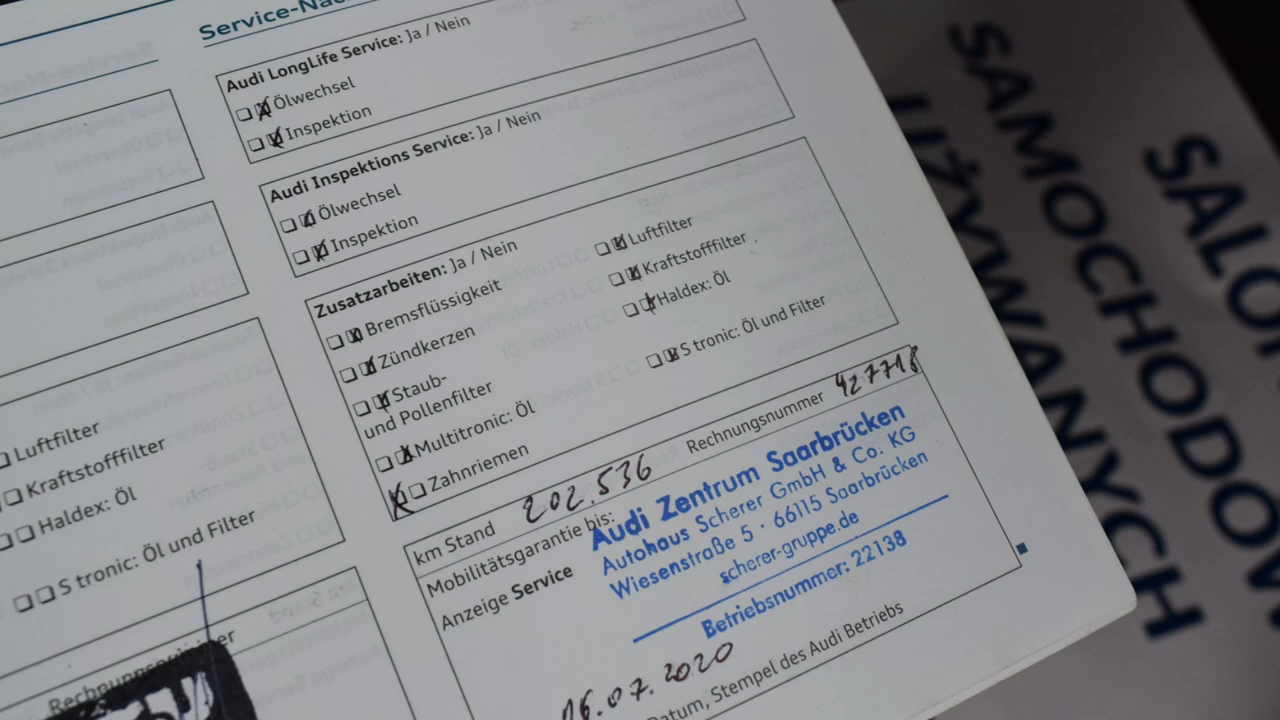 Service-Nac
Audi LongLife Service: Ja / Nein
Ölwechsel
Inspektion
Audi Inspektions Service: Ja / Nein
Ölwechsel
Inspektion
Zusatzarbeiten: Ja / Nein
Bremsflüssigkeit
Zündkerzen
Staub-
und Pollenfilter
Multitronic: Öl
Zahnriemen
Luftfilter
Kraftstofffilter
Haldex: Öl
S tronic: Öl und Filter
km Stand 202.536 Rechnungsnummer 427718
Mobilitätsgarantie bis:
Anzeige Service
Audi Zentrum Saarbrücken
Autohaus Scherer GmbH & Co. KG
Wiesenstraße 5 · 66115 Saarbrücken
scherer-gruppe.de
Betriebsnummer: 22138
06.07.2020
Datum, Stempel des Audi Betriebs
Luftfilter
Kraftstofffilter
Haldex: Öl
S tronic: Öl und Filter
SALO
SAMOCHODÓW
UŻYWANYCH